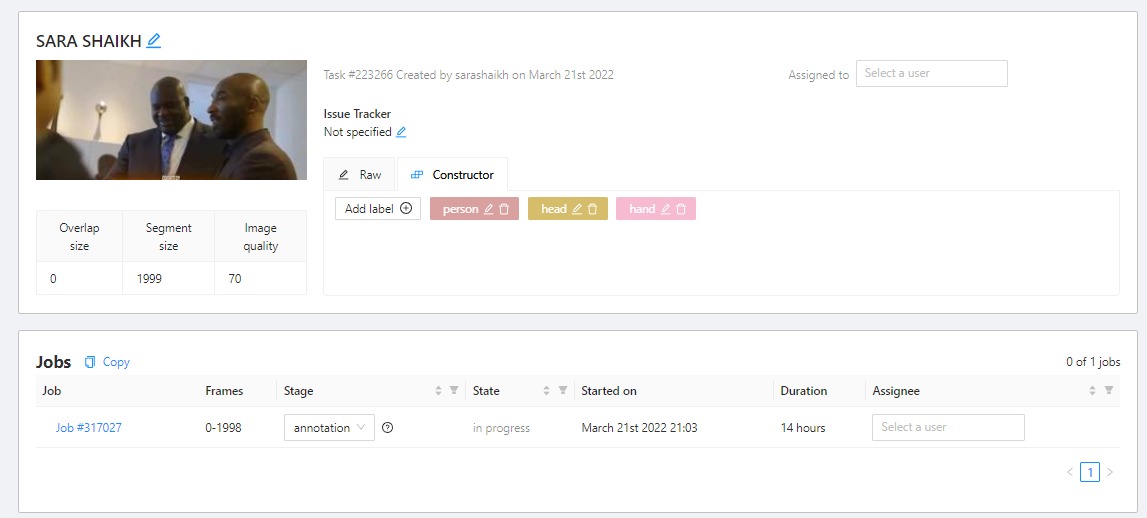 SARA SHAIKH
Task #223266 Created by sarashaikh on March 21st 2022
Assigned to Select a user
Issue Tracker
Not specified
Raw Constructor
Add label person head hand
Overlap size Segment size Image quality
0 1999 70
Jobs Copy 0 of 1 jobs
Job Frames Stage State Started on Duration Assignee
Job #317027 0-1998 annotation in progress March 21st 2022 21:03 14 hours Select a user
1